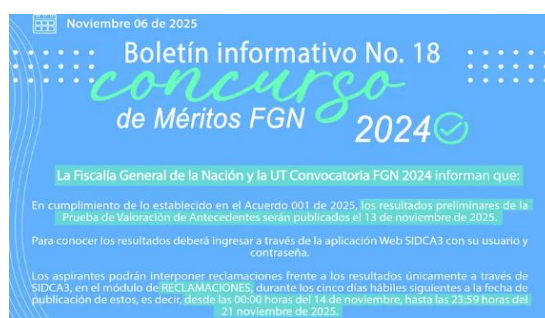 Noviembre 06 de 2025
Boletín informativo No. 18
concurso
de Méritos FGN
2024
La Fiscalía General de la Nación y la UT Convocatoria FGN 2024 informan que:
En cumplimiento de lo establecido en el Acuerdo 001 de 2025, los resultados preliminares de la
Prueba de Valoración de Antecedentes serán publicados el 13 de noviembre de 2025.
Para conocer los resultados deberá ingresar a través de la aplicación Web SIDCA3 con su usuario y
contraseña.
Los aspirantes podrán interponer reclamaciones frente a los resultados únicamente a través de
SIDCA3, en el módulo de RECLAMACIONES, durante los cinco días hábiles siguientes a la fecha de
publicación de estos, es decir, desde las 00:00 horas del 14 de noviembre, hasta las 23:59 horas del
21 noviembre de 2025.